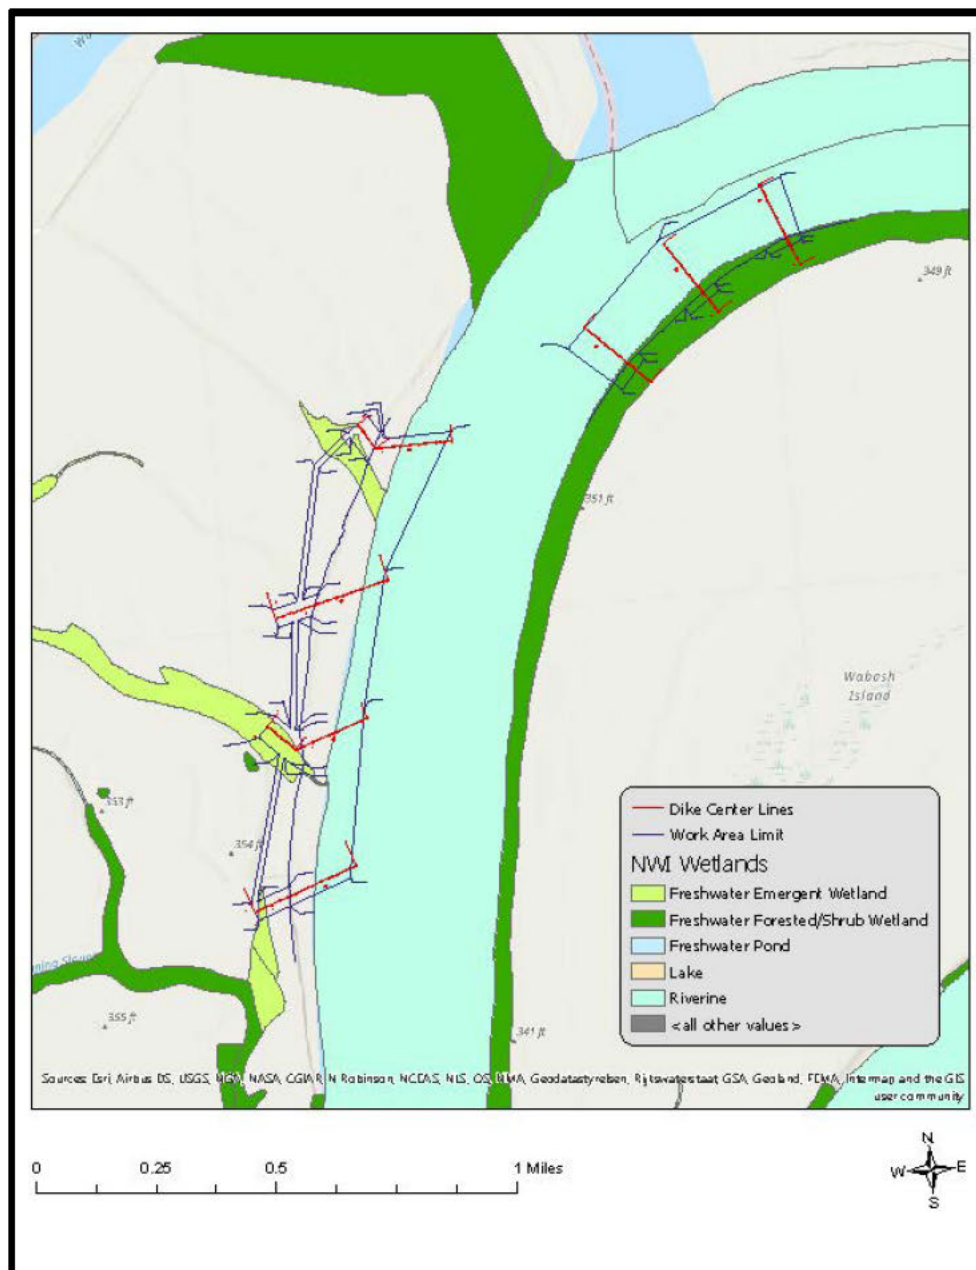 349 ft
351 ft
Wabash
Island
353 ft
354 ft
355 ft
341 ft
Dike Center Lines
Work Area Limit
NWI Wetlands
Freshwater Emergent Wetland
Freshwater Forested/Shrub Wetland
Freshwater Pond
Lake
Riverine
<all other values>
Sources: Esri, Airbus DS, USGS, NGA, NASA, CGIAR, N Robinson, NCEAS, NLS, OS, NMA, Geodatastyrelsen, Rijkswaterstaat, GSA, Geoland, FEMA, Intermap and the GIS
user community
0 0.25 0.5 1 Miles
N
W E
S